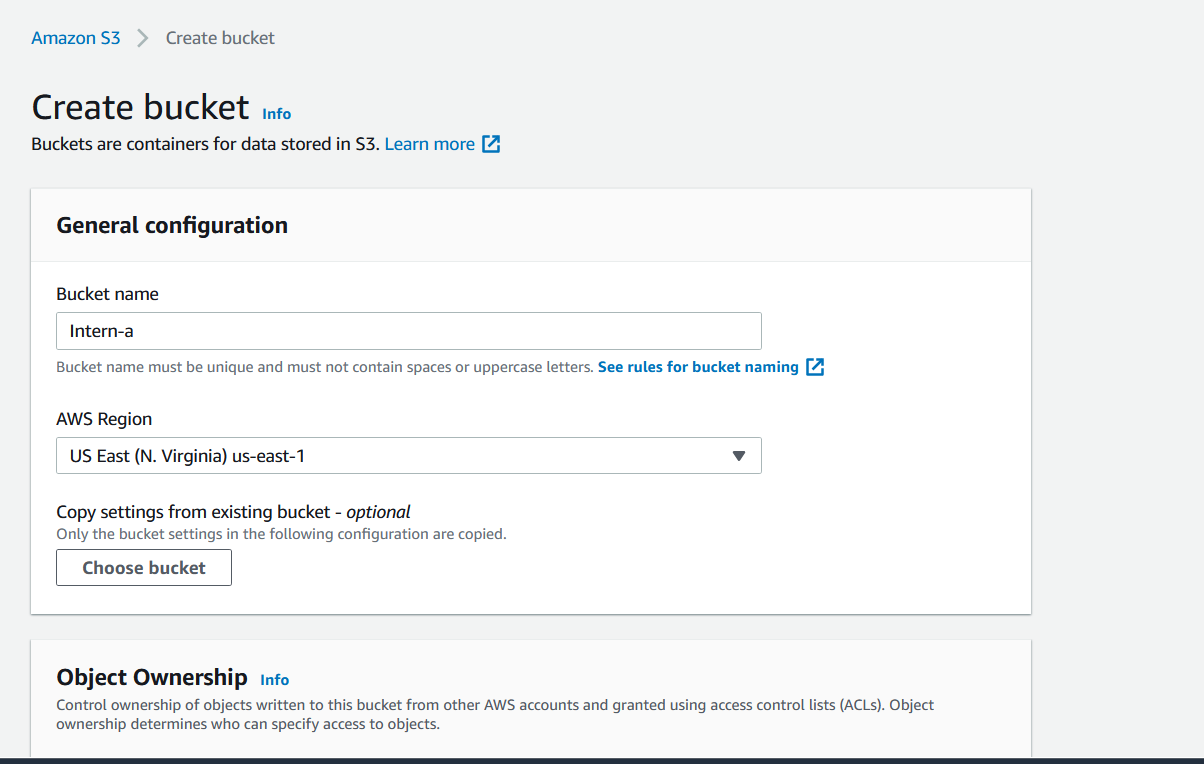 Amazon S3 > Create bucket
Create bucket Info
Buckets are containers for data stored in S3. Learn more
General configuration
Bucket name
Intern-a
Bucket name must be unique and must not contain spaces or uppercase letters. See rules for bucket naming
AWS Region
US East (N. Virginia) us-east-1
Copy settings from existing bucket - optional
Only the bucket settings in the following configuration are copied.
Choose bucket
Object Ownership Info
Control ownership of objects written to this bucket from other AWS accounts and granted using access control lists (ACLs). Object
ownership determines who can specify access to objects.